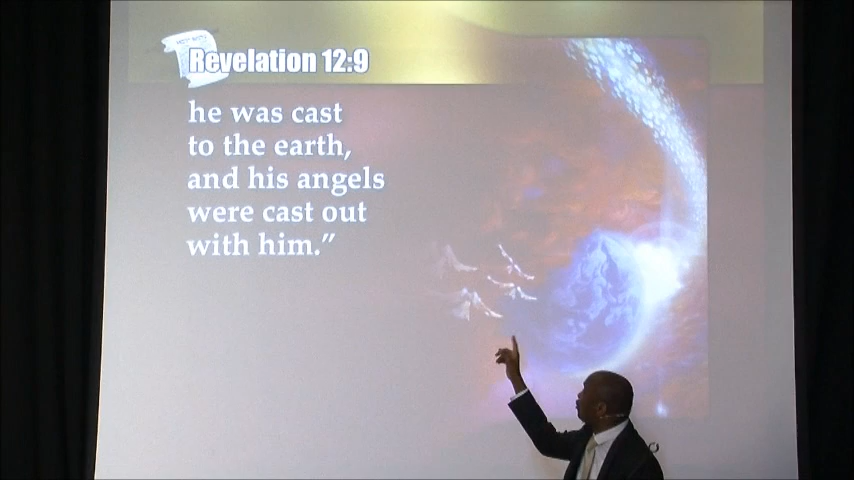 Revelation 12:9
he was cast
to the earth,
and his angels
were cast out
with him.”